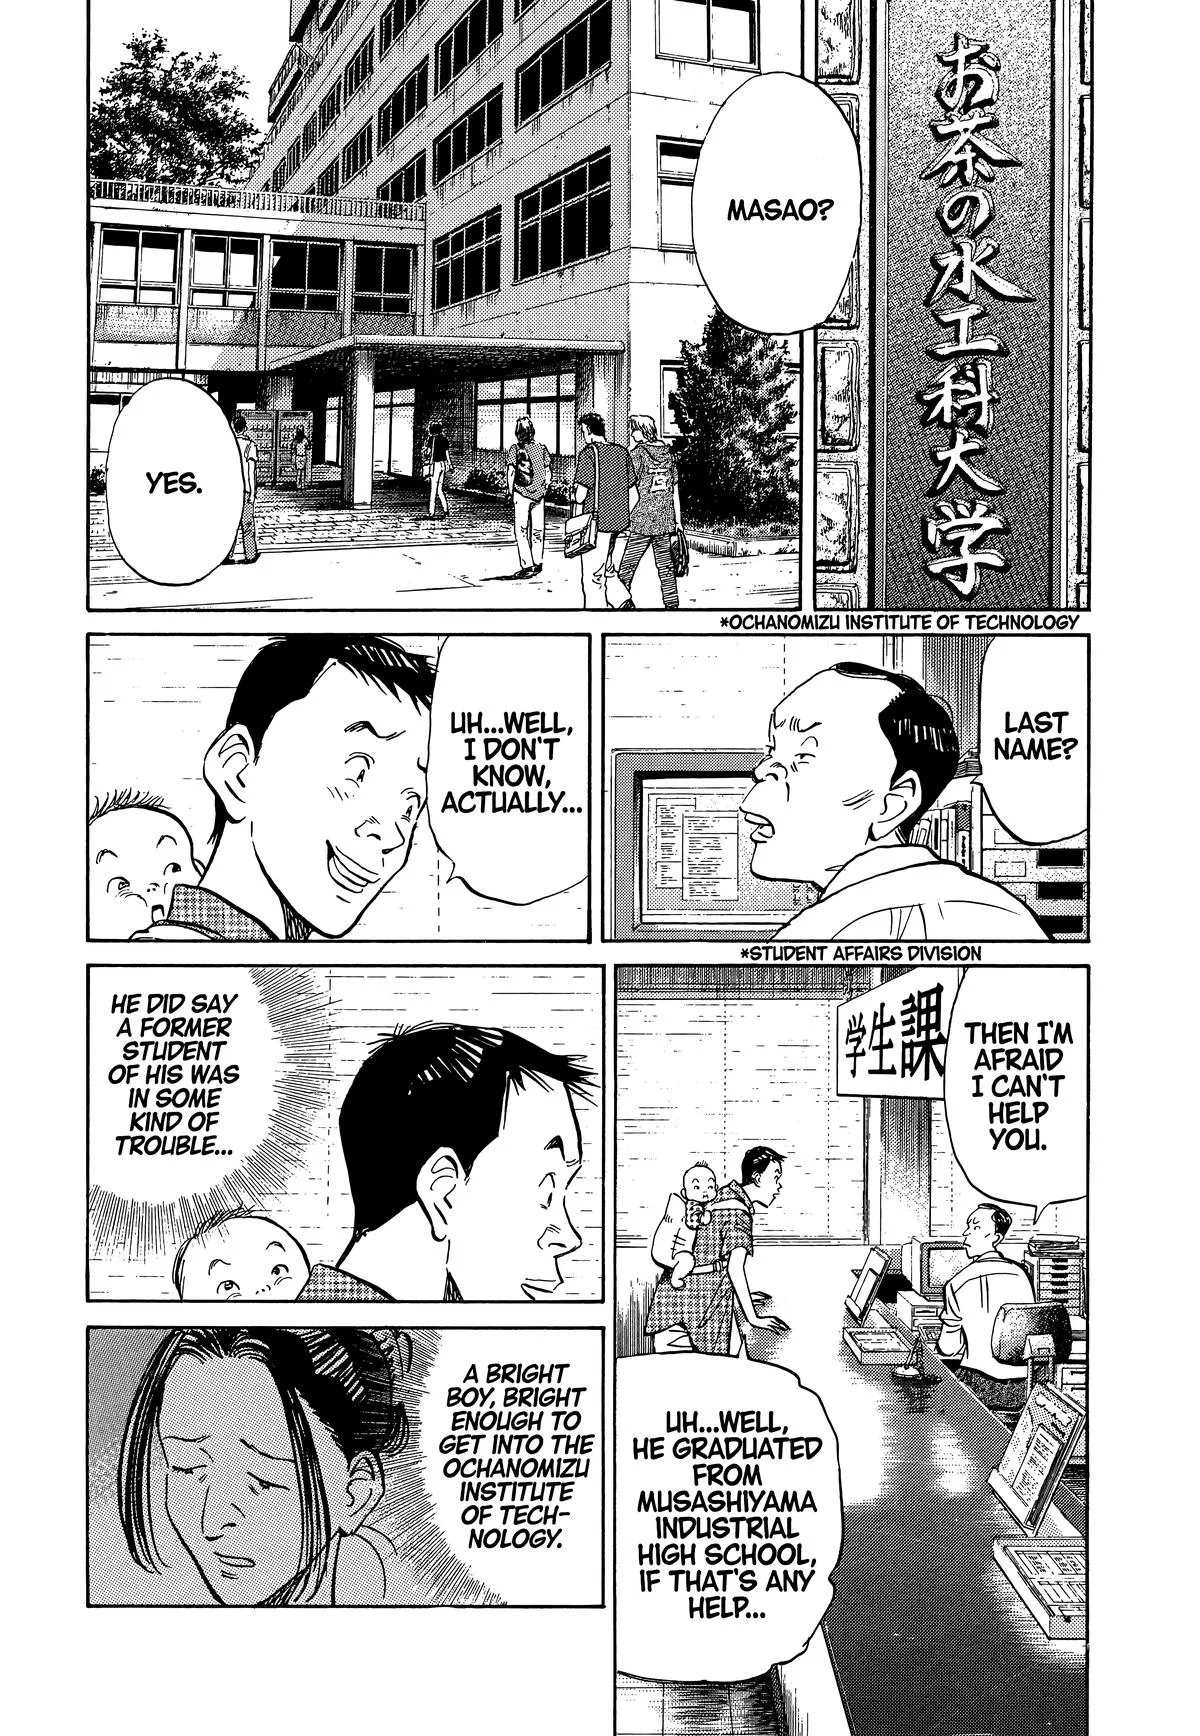 お茶の水工科大学
MASAO?
YES.
*OCHANOMIZU INSTITUTE OF TECHNOLOGY
LAST
NAME?
UH...WELL,
I DON'T
KNOW,
ACTUALLY...
*STUDENT AFFAIRS DIVISION
学生課
THEN I'M
AFRAID
I CAN'T
HELP
YOU.
UH...WELL,
HE GRADUATED
FROM
MUSASHIYAMA
INDUSTRIAL
HIGH SCHOOL,
IF THAT'S ANY
HELP...
HE DID SAY
A FORMER
STUDENT
OF HIS WAS
IN SOME
KIND OF
TROUBLE...
A BRIGHT
BOY, BRIGHT
ENOUGH TO
GET INTO THE
OCHANOMIZU
INSTITUTE
OF TECH-
NOLOGY.